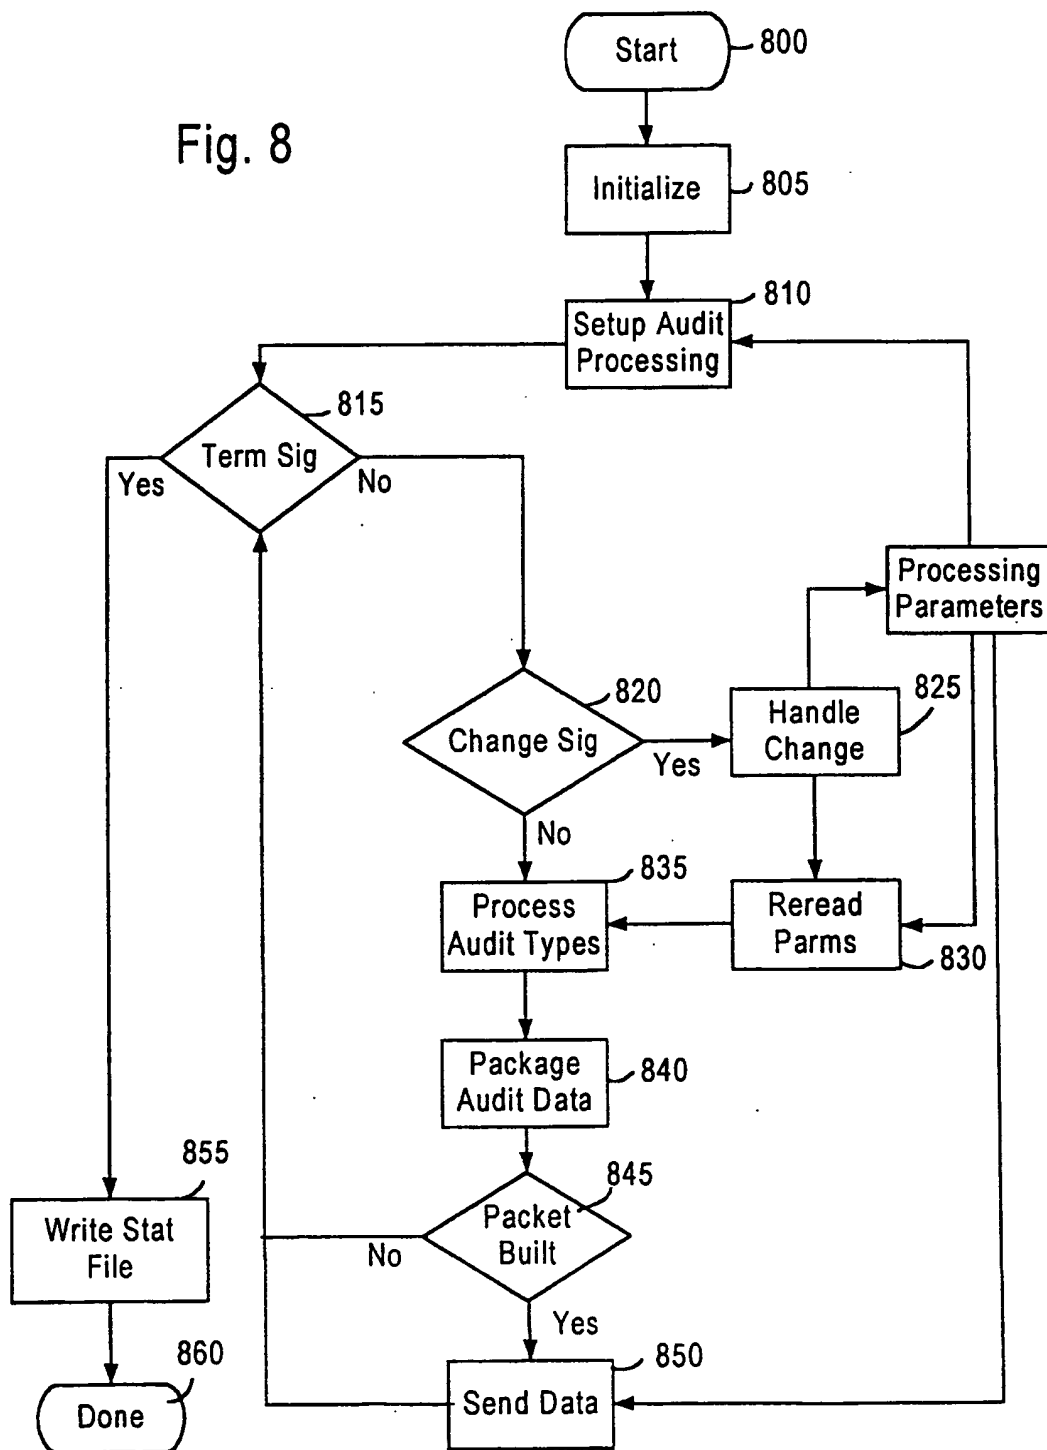 Start
800
Fig. 8
Initialize
805
810
Setup Audit
Processing
815
Term Sig
Yes
No
Processing
Parameters
820
Change Sig
Yes
825
Handle
Change
No
835
Process
Audit Types
Reread
Parms
830
Package
Audit Data
840
855
Write Stat
File
845
Packet
Built
No
Yes
850
Send Data
860
Done